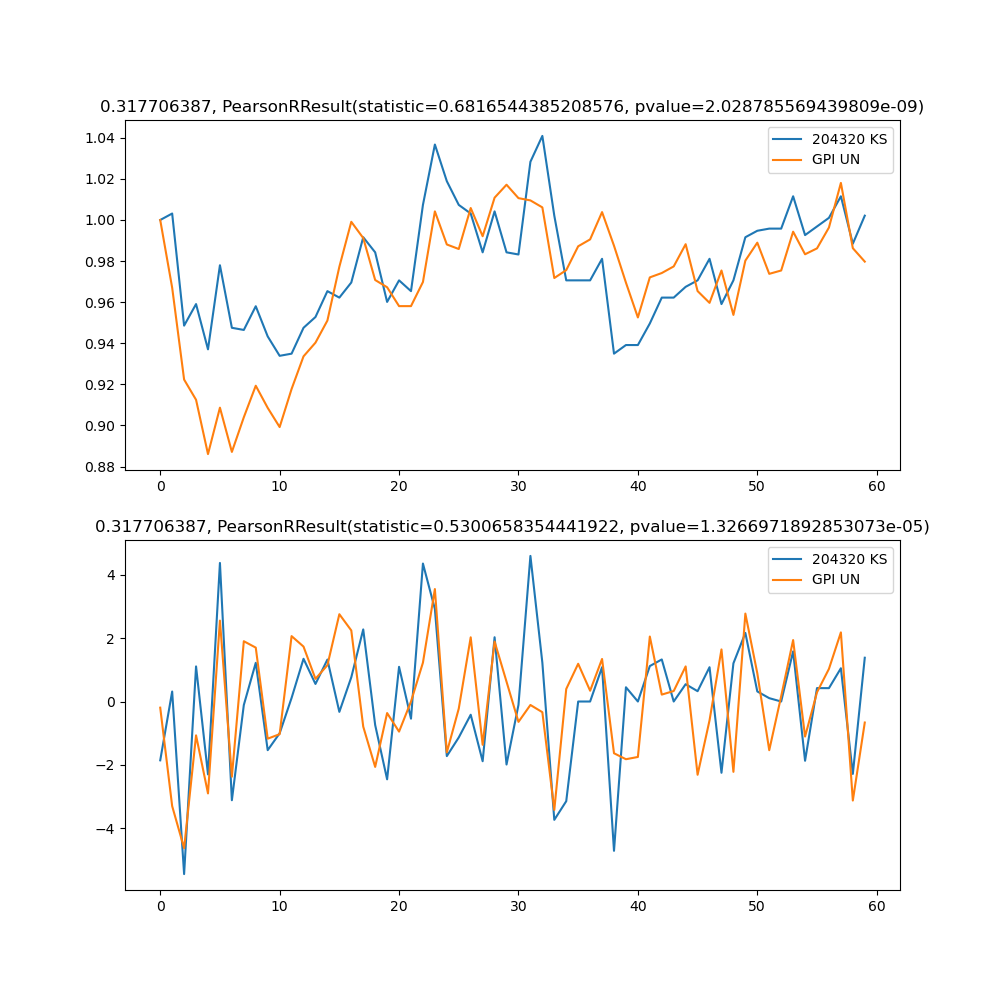 0.317706387, PearsonRResult(statistic=0.6816544385208576, pvalue=2.028785569439809e-09)
1.04
1.02
1.00
0.98
0.96
0.94
0.92
0.90
0.88
204320 KS
GPI UN
0 10 20 30 40 50 60
0.317706387, PearsonRResult(statistic=0.5300658354441922, pvalue=1.3266971892853073e-05)
4
2
0
−2
−4
204320 KS
GPI UN
0 10 20 30 40 50 60